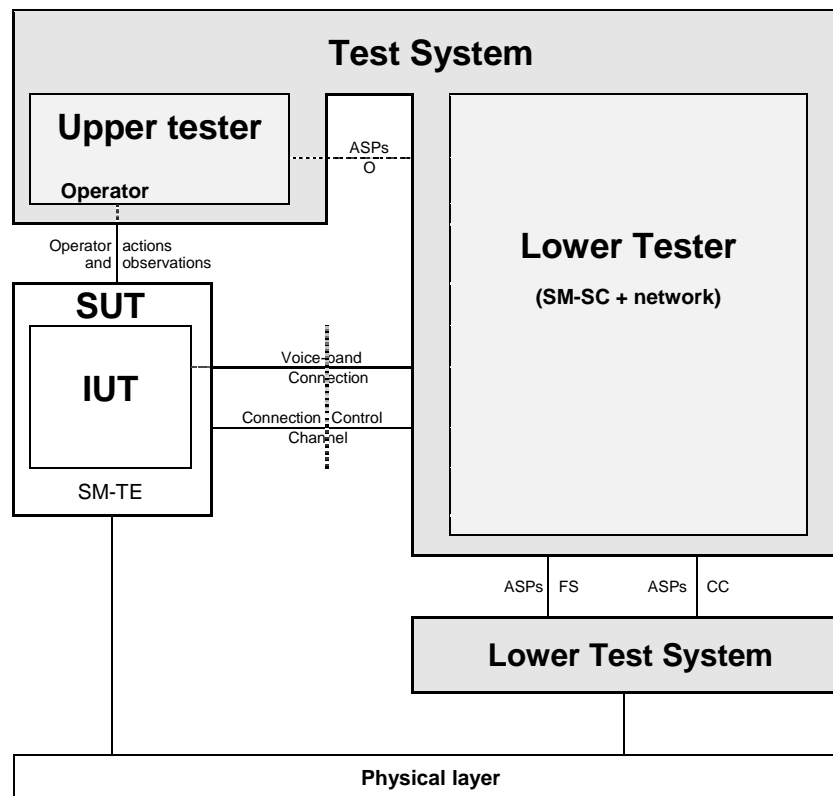 Test System
Upper tester
ASPs
O
Operator
Lower Tester
Operator actions
and observations
(SM-SC + network)
SUT
Voice-band
Connection
IUT
Connection Control
Channel
SM-TE
ASPs FS ASPs CC
Lower Test System
Physical layer